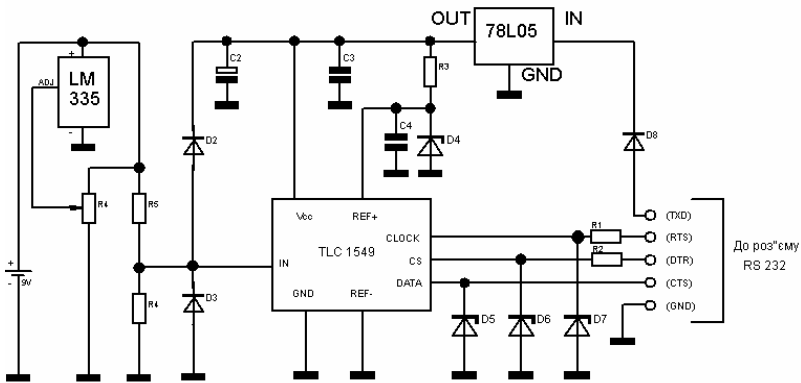 OUT
78L05
IN
GND
+
LM
335
ADJ
-
C2
C3
R3
C4
D4
D2
D8
R4
R5
Vcc
REF+
TLC 1549
CLOCK
CS
DATA
IN
GND
REF-
R1
R2
(TXD)
(RTS)
(DTR)
(CTS)
(GND)
До роз"єму
RS 232
+
-
9V
R4
D3
D5
D6
D7